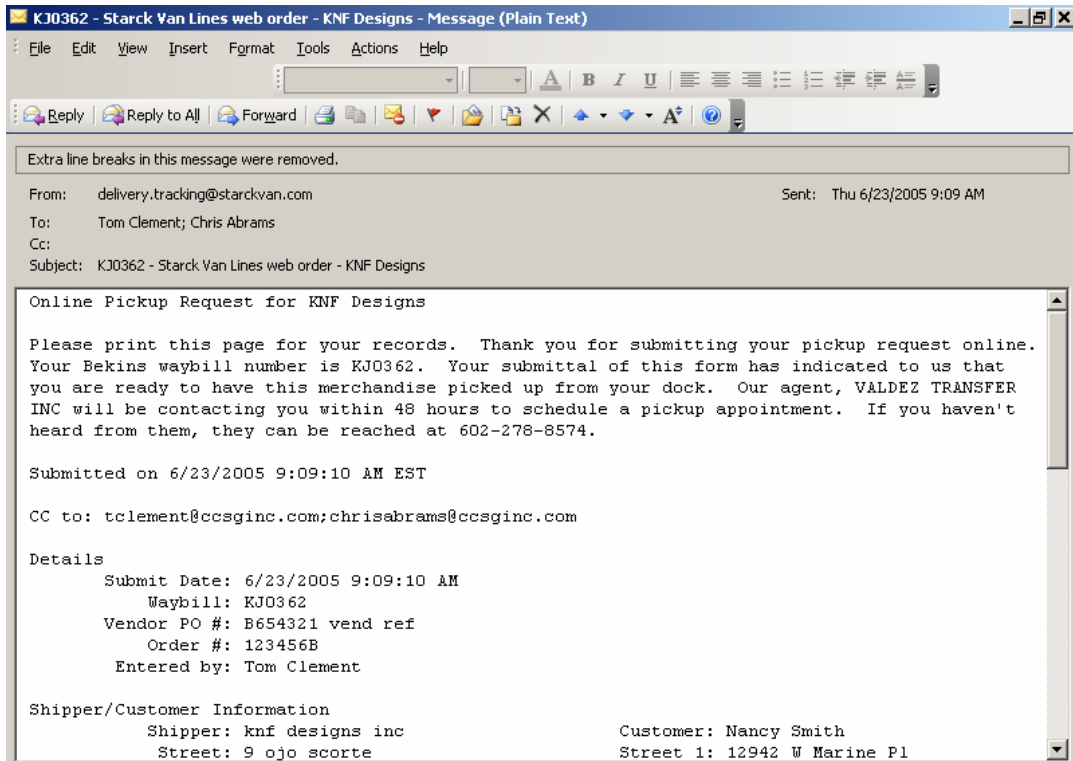 KJ0362 - Starck Van Lines web order - KNF Designs - Message (Plain Text)
File Edit View Insert Format Tools Actions Help
A B I U
Reply Reply to All Forward
Extra line breaks in this message were removed.
From: delivery.tracking@starckvan.com Sent: Thu 6/23/2005 9:09 AM
To: Tom Clement; Chris Abrams
Cc:
Subject: KJ0362 - Starck Van Lines web order - KNF Designs
Online Pickup Request for KNF Designs
Please print this page for your records. Thank you for submitting your pickup request online.
Your Bekins waybill number is KJ0362. Your submittal of this form has indicated to us that
you are ready to have this merchandise picked up from your dock. Our agent, VALDEZ TRANSFER
INC will be contacting you within 48 hours to schedule a pickup appointment. If you haven't
heard from them, they can be reached at 602-278-8574.
Submitted on 6/23/2005 9:09:10 AM EST
CC to: tclement@ccsginc.com;chrisabrams@ccsginc.com
Details
Submit Date: 6/23/2005 9:09:10 AM
Waybill: KJ0362
Vendor PO #: B654321 vend ref
Order #: 123456B
Entered by: Tom Clement
Shipper/Customer Information
Shipper: knf designs inc Customer: Nancy Smith
Street: 9 ojo scorte Street 1: 12942 W Marine Pl